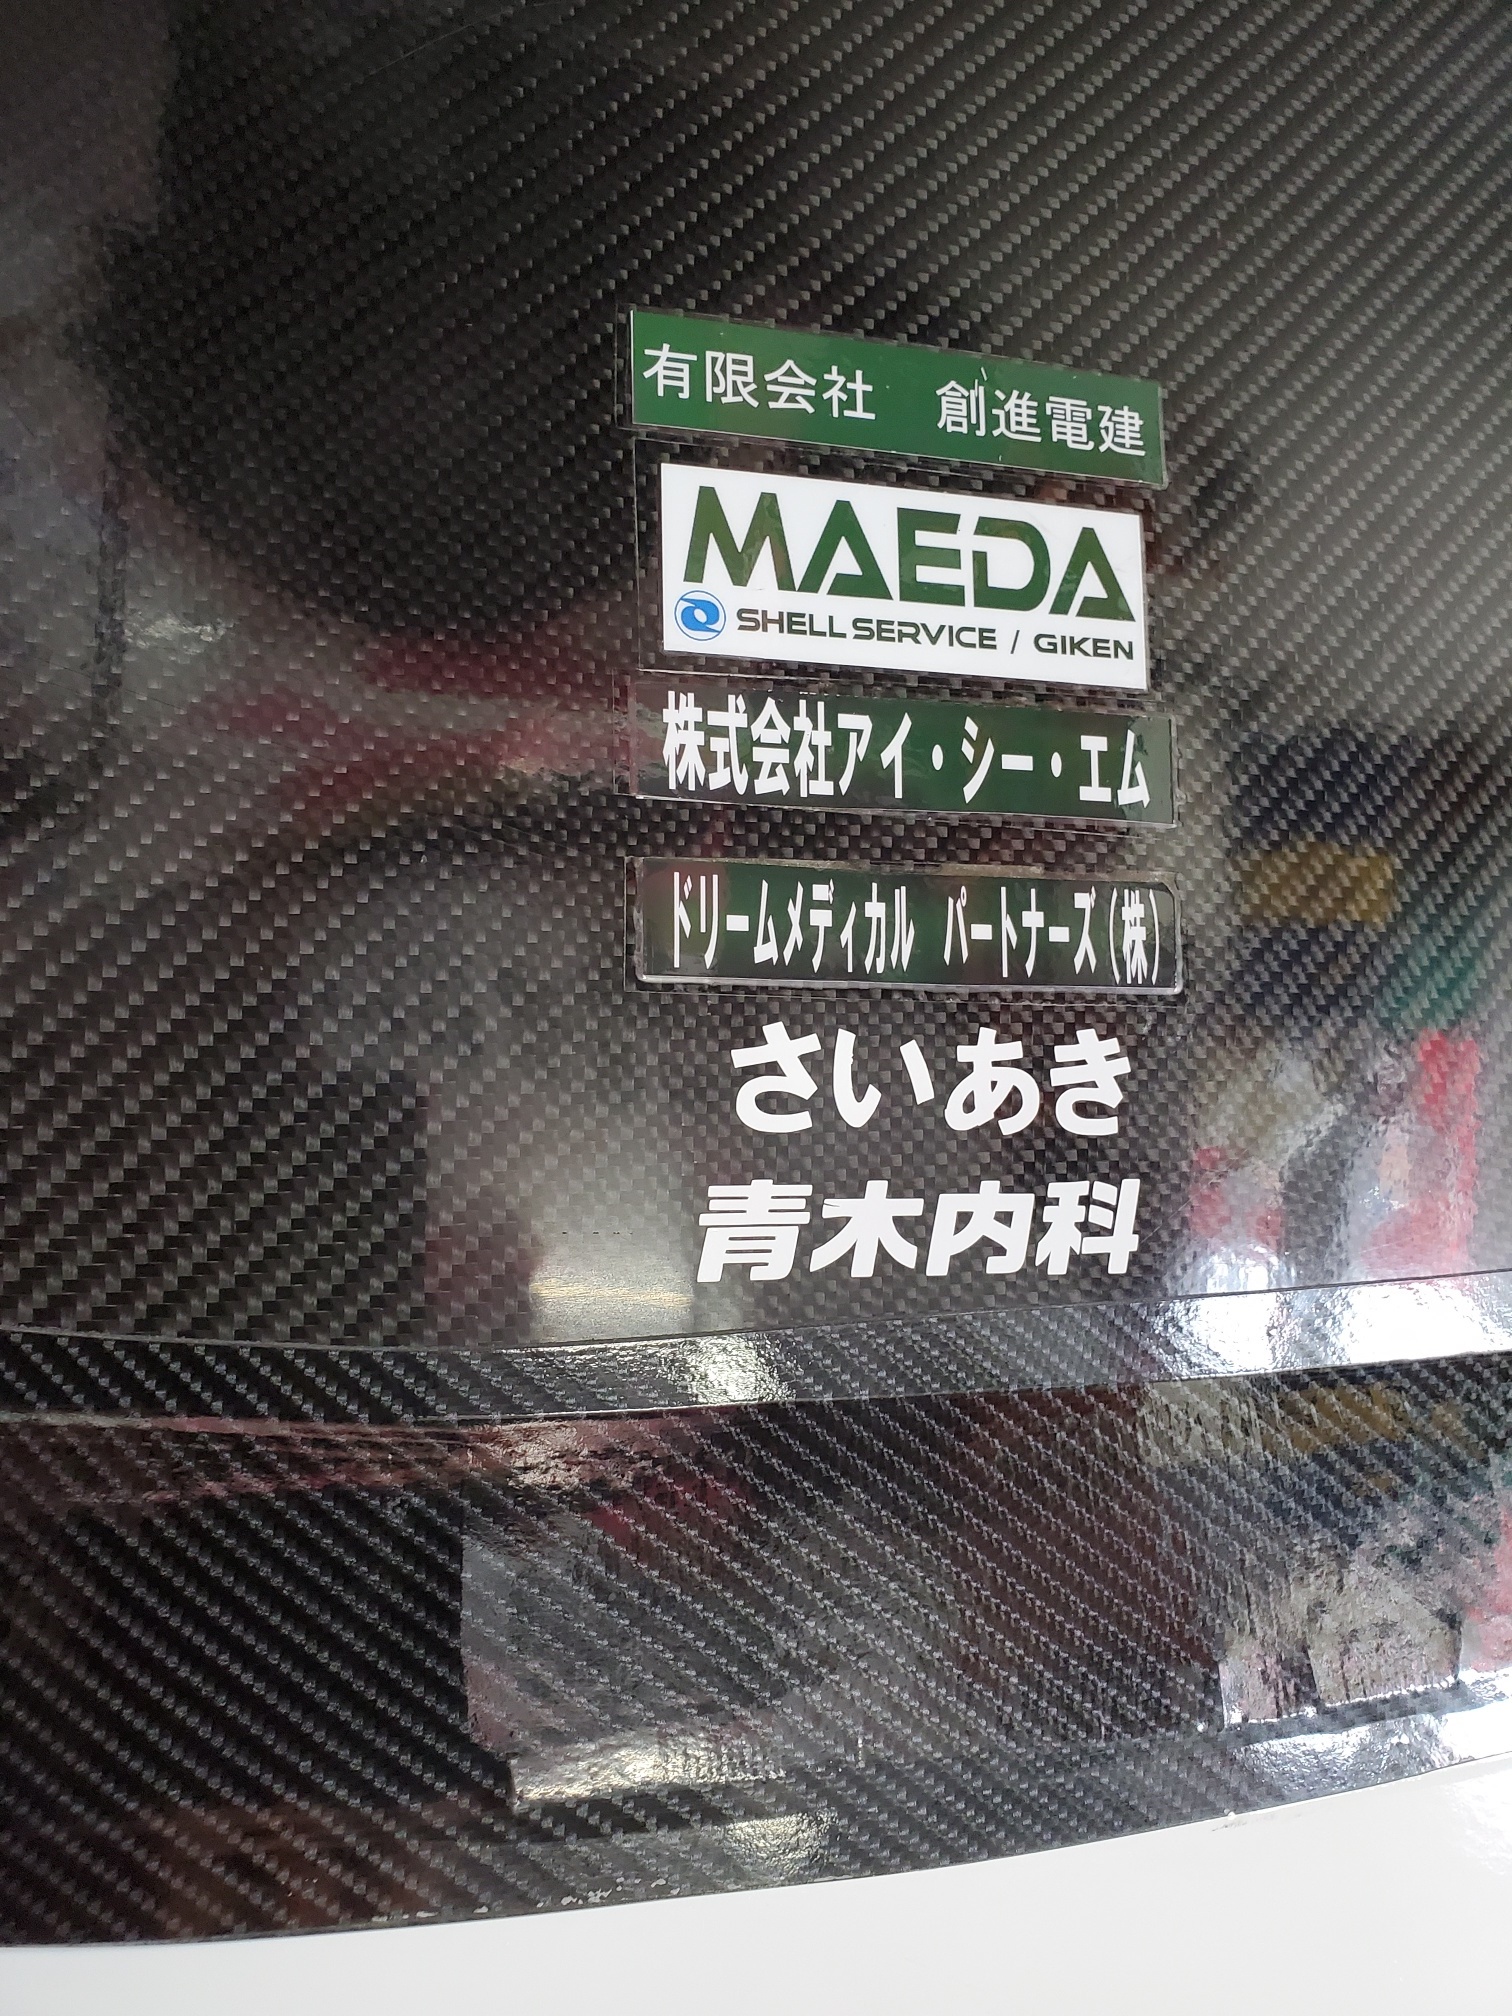 有限会社　創進電建
MAEDA
SHELL SERVICE / GIKEN
株式会社アイ・シー・エム
ドリームメディカル　パートナーズ(株)
さいあき
青木内科